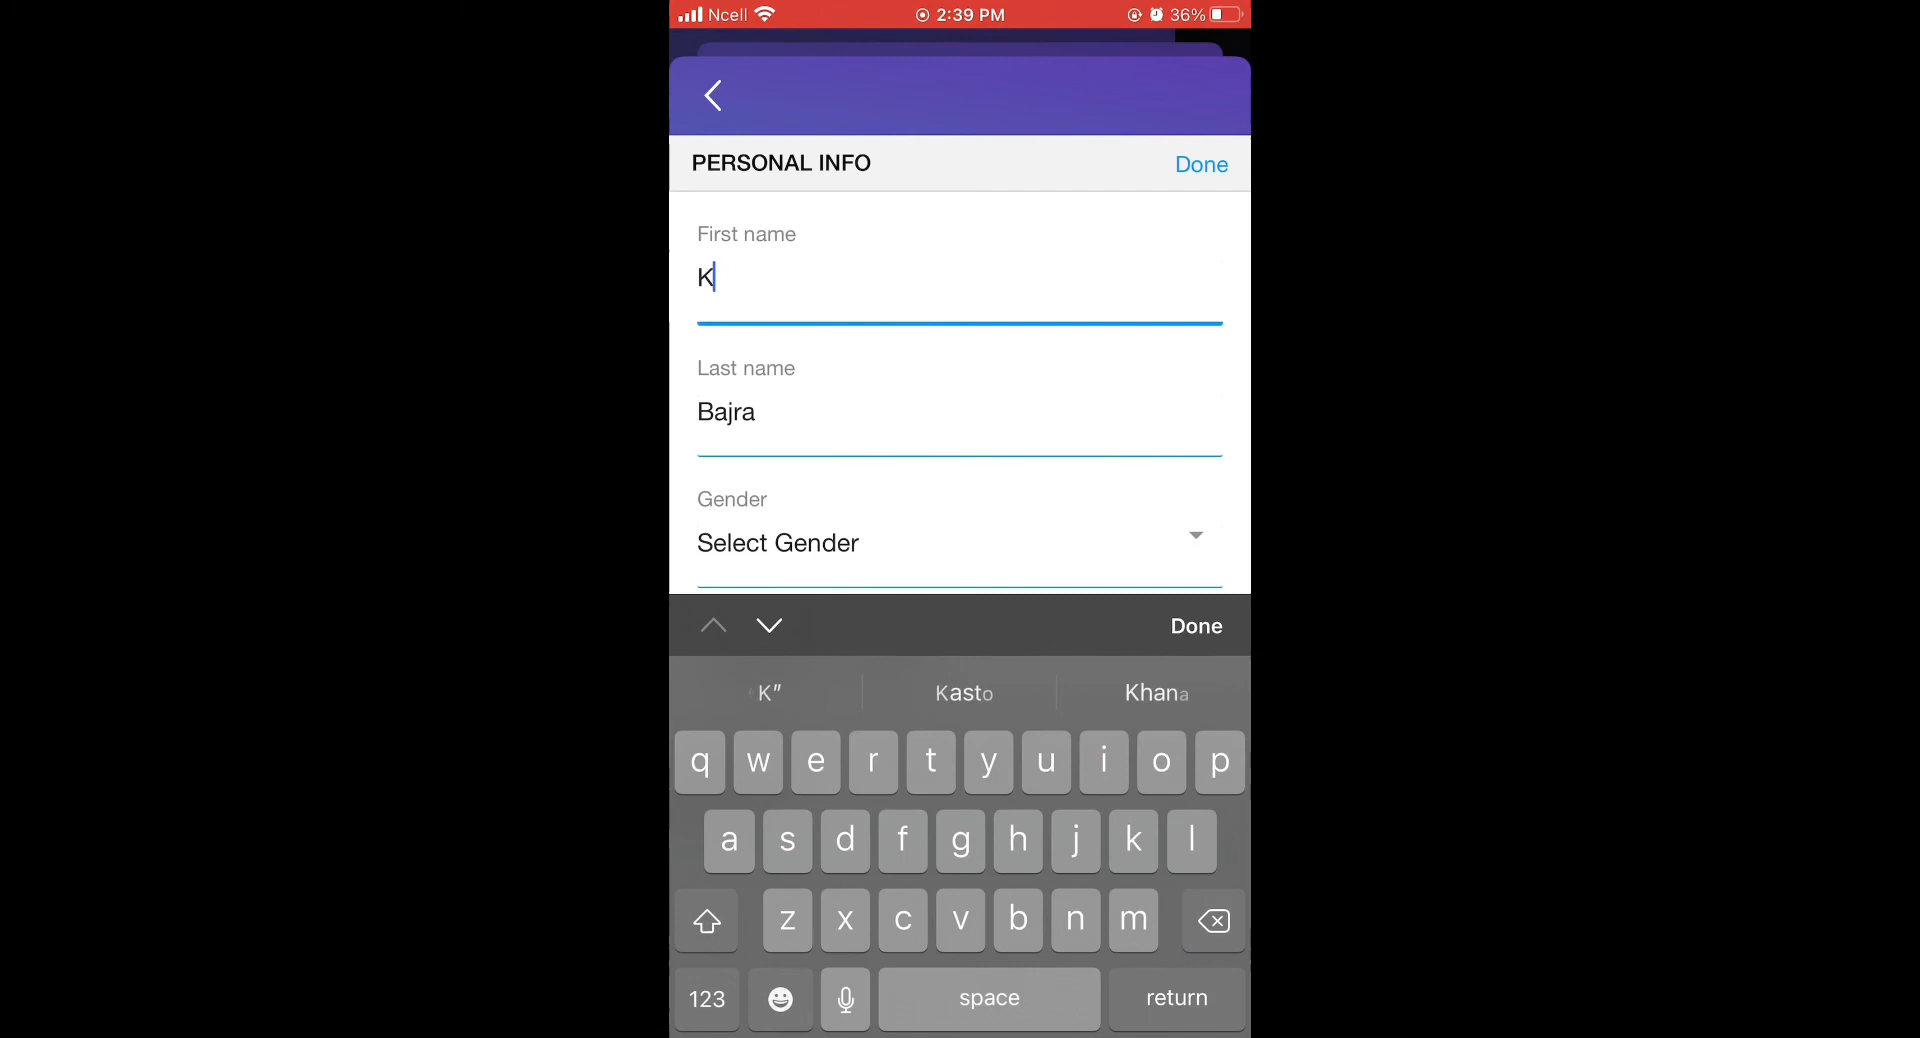 Ncell 2:39 PM 36%
PERSONAL INFO Done
First name
K
Last name
Bajra
Gender
Select Gender
Done
K" Kasto Khana
q w e r t y u i o p
a s d f g h j k l
z x c v b n m
123 space return